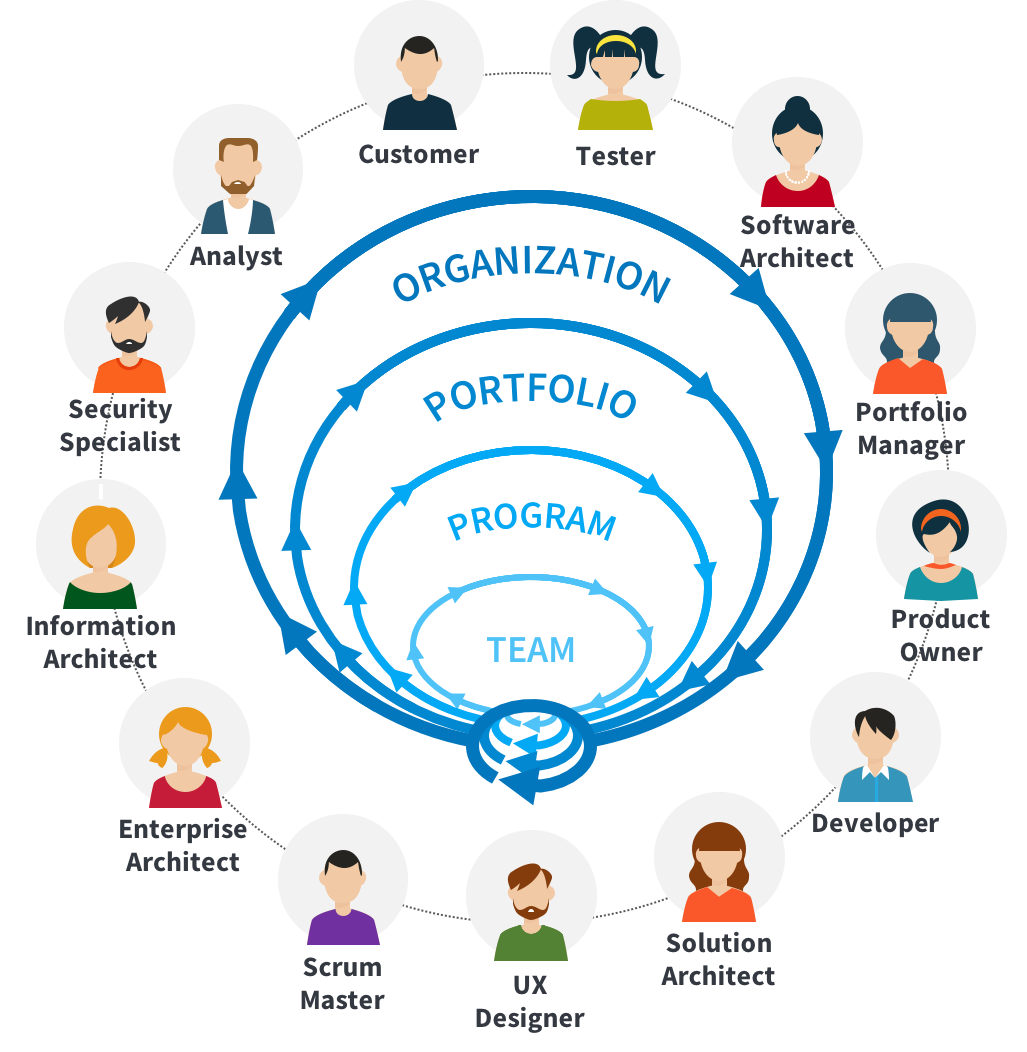 Customer
Tester
Software
Architect
Analyst
ORGANIZATION
PORTFOLIO
Security
Specialist
Portfolio
Manager
PROGRAM
Information
Architect
TEAM
Product
Owner
Enterprise
Architect
Developer
Scrum
Master
UX
Designer
Solution
Architect